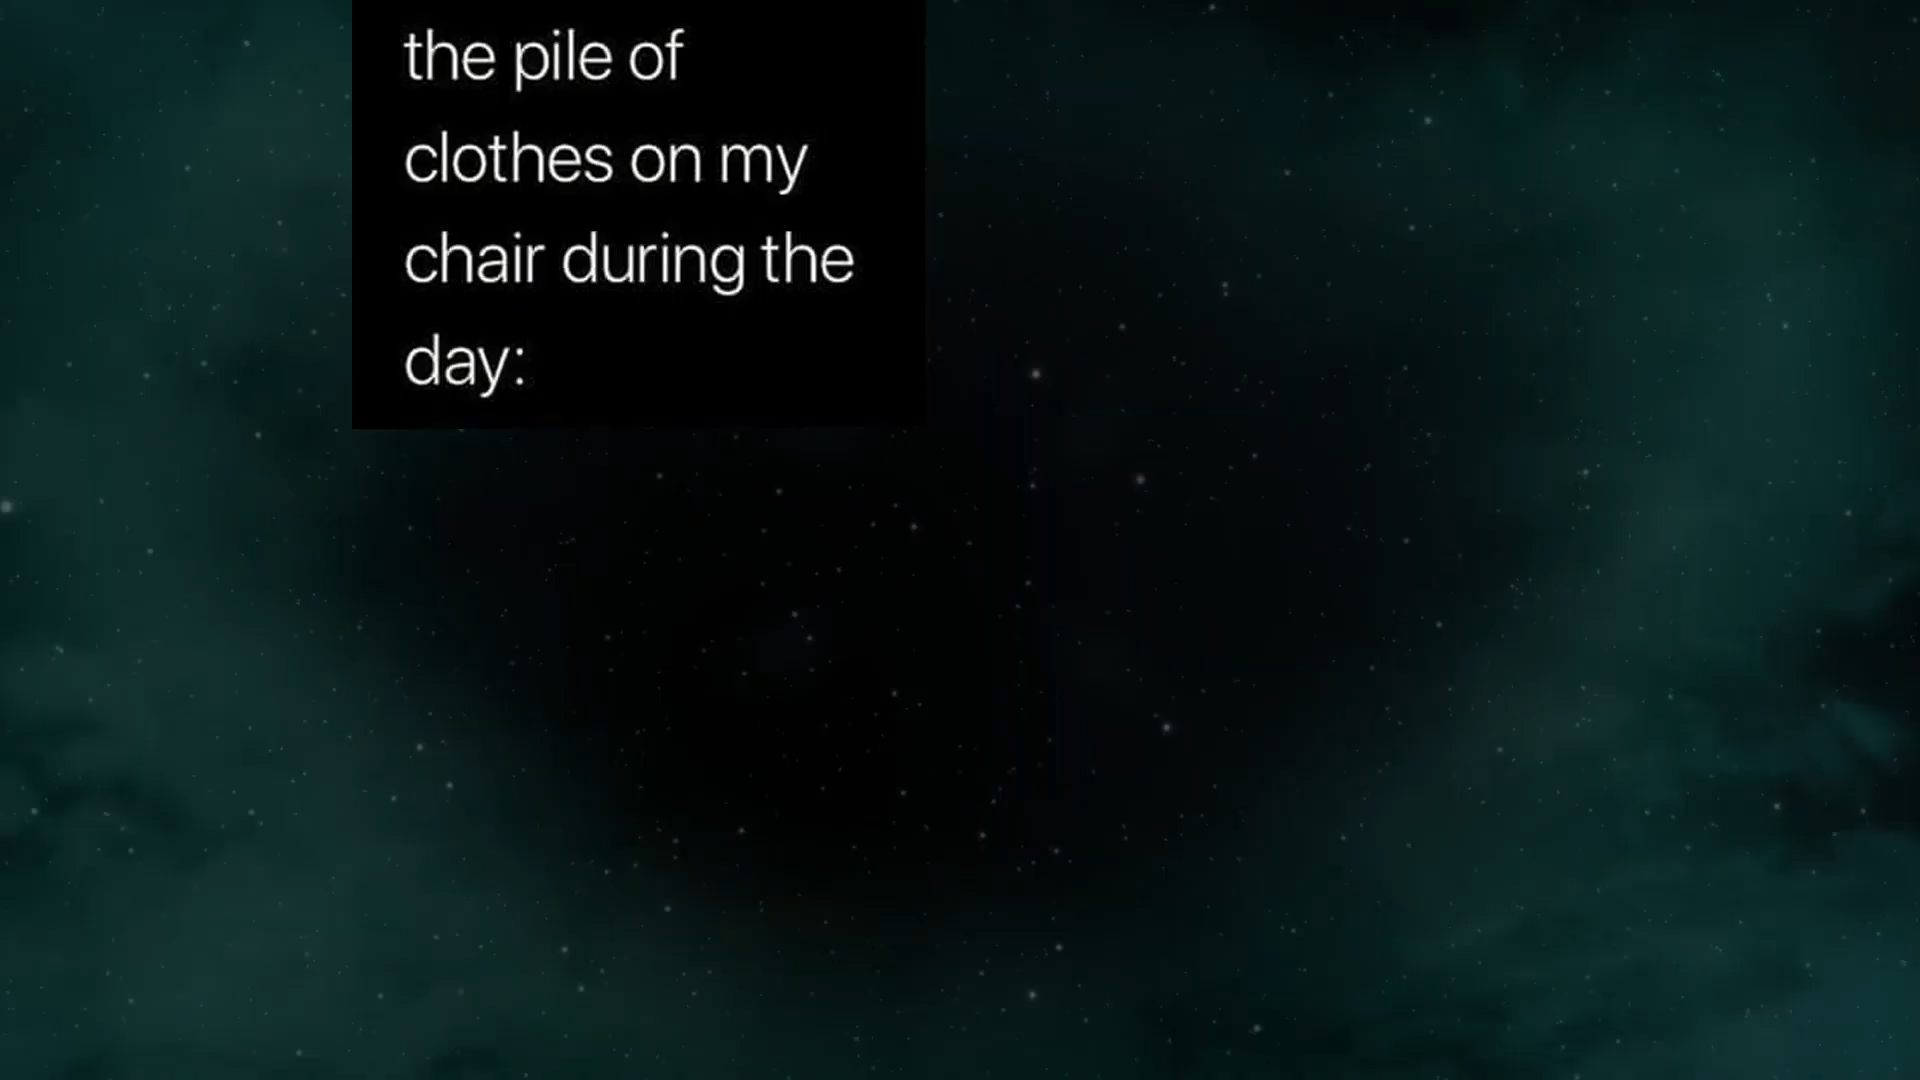 the pile of
clothes on my
chair during the
day: